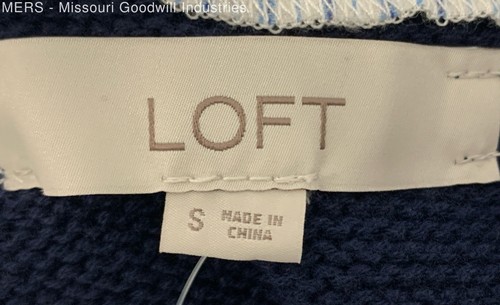 MERS - Missouri Goodwill Industries.
LOFT
S MADE IN
CHINA